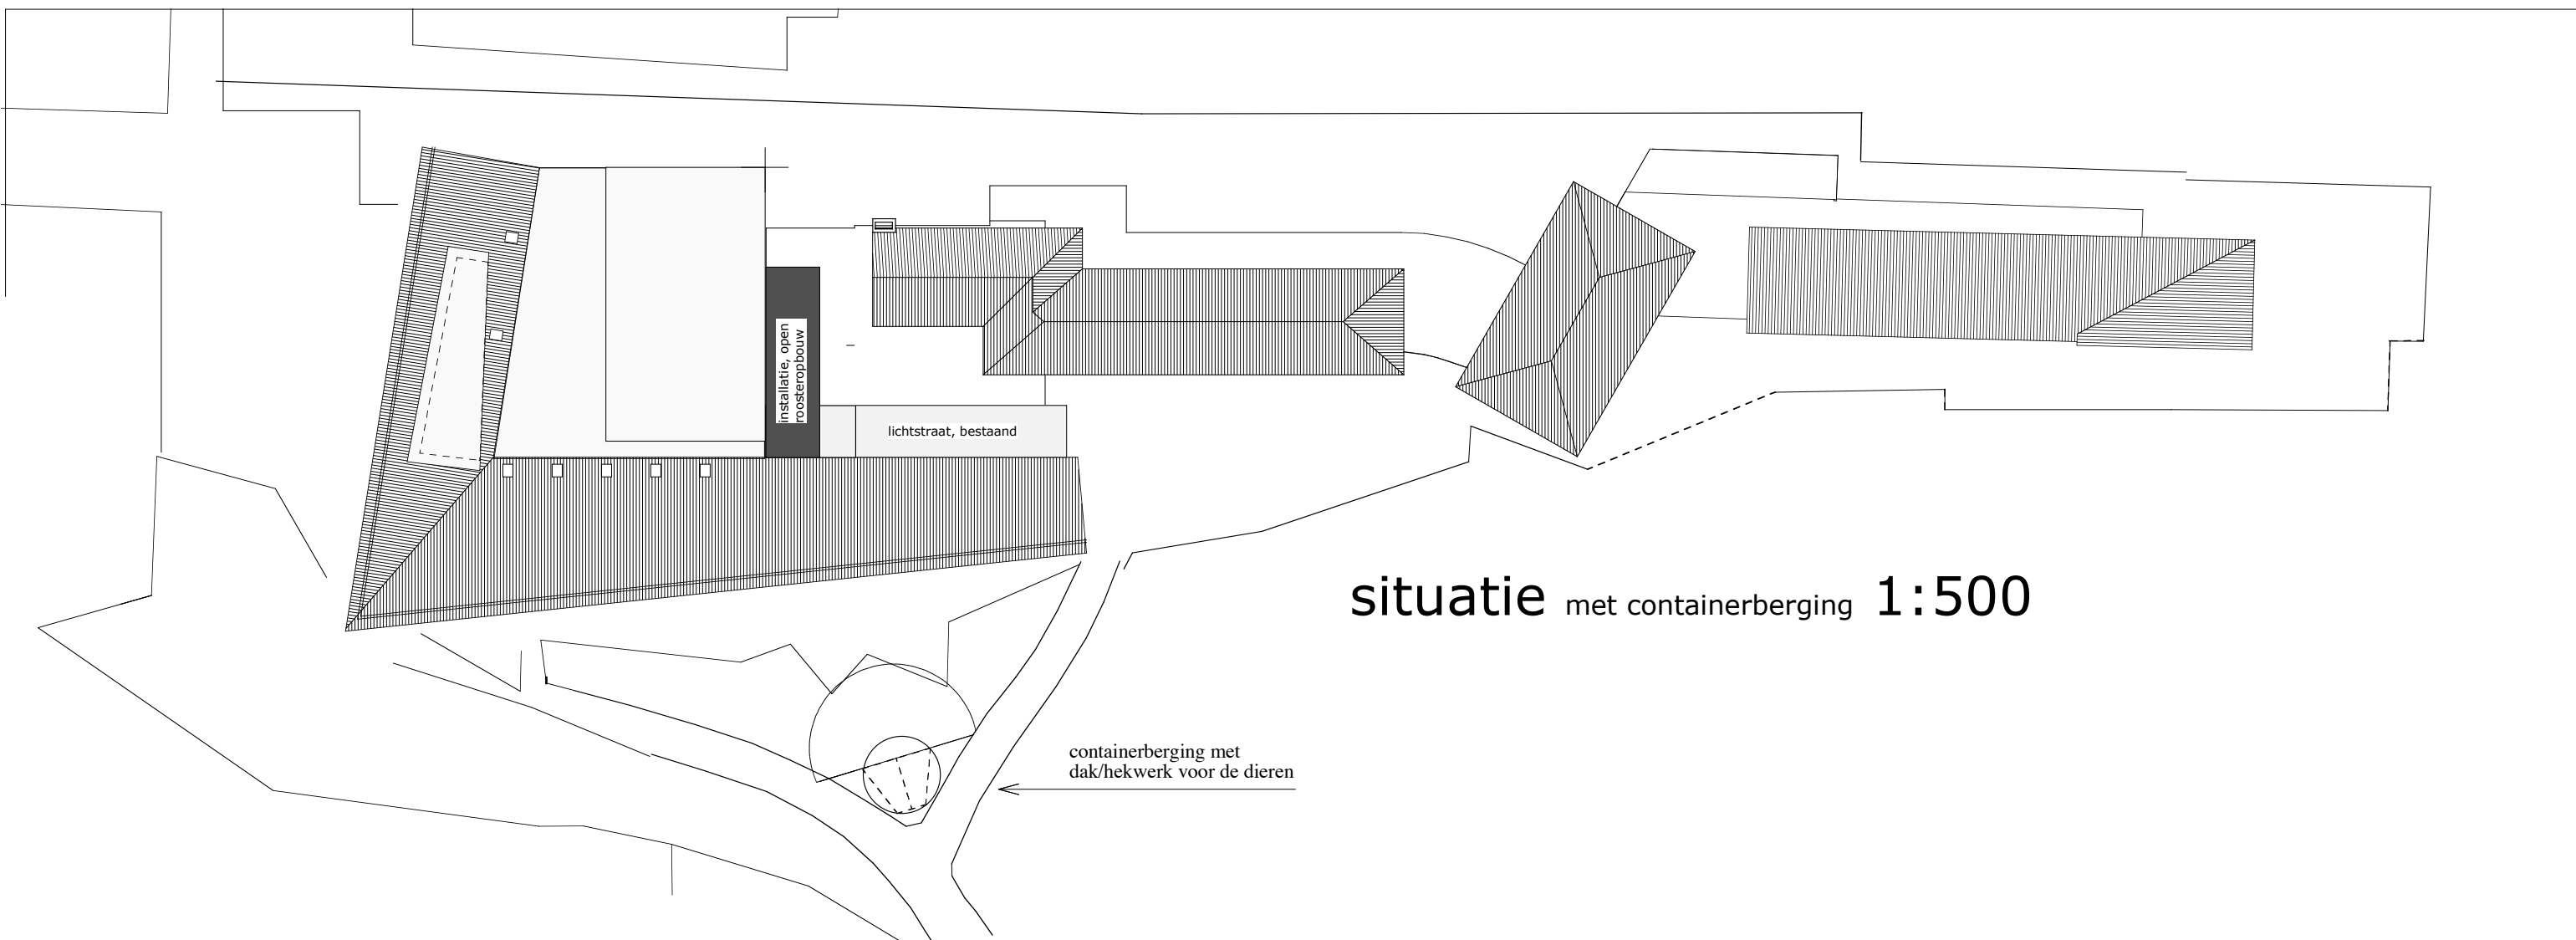 installatie, open
roosteropbouw
lichtstraat, bestaand
situatie met containerberging 1:500
containerberging met
dak/hekwerk voor de dieren